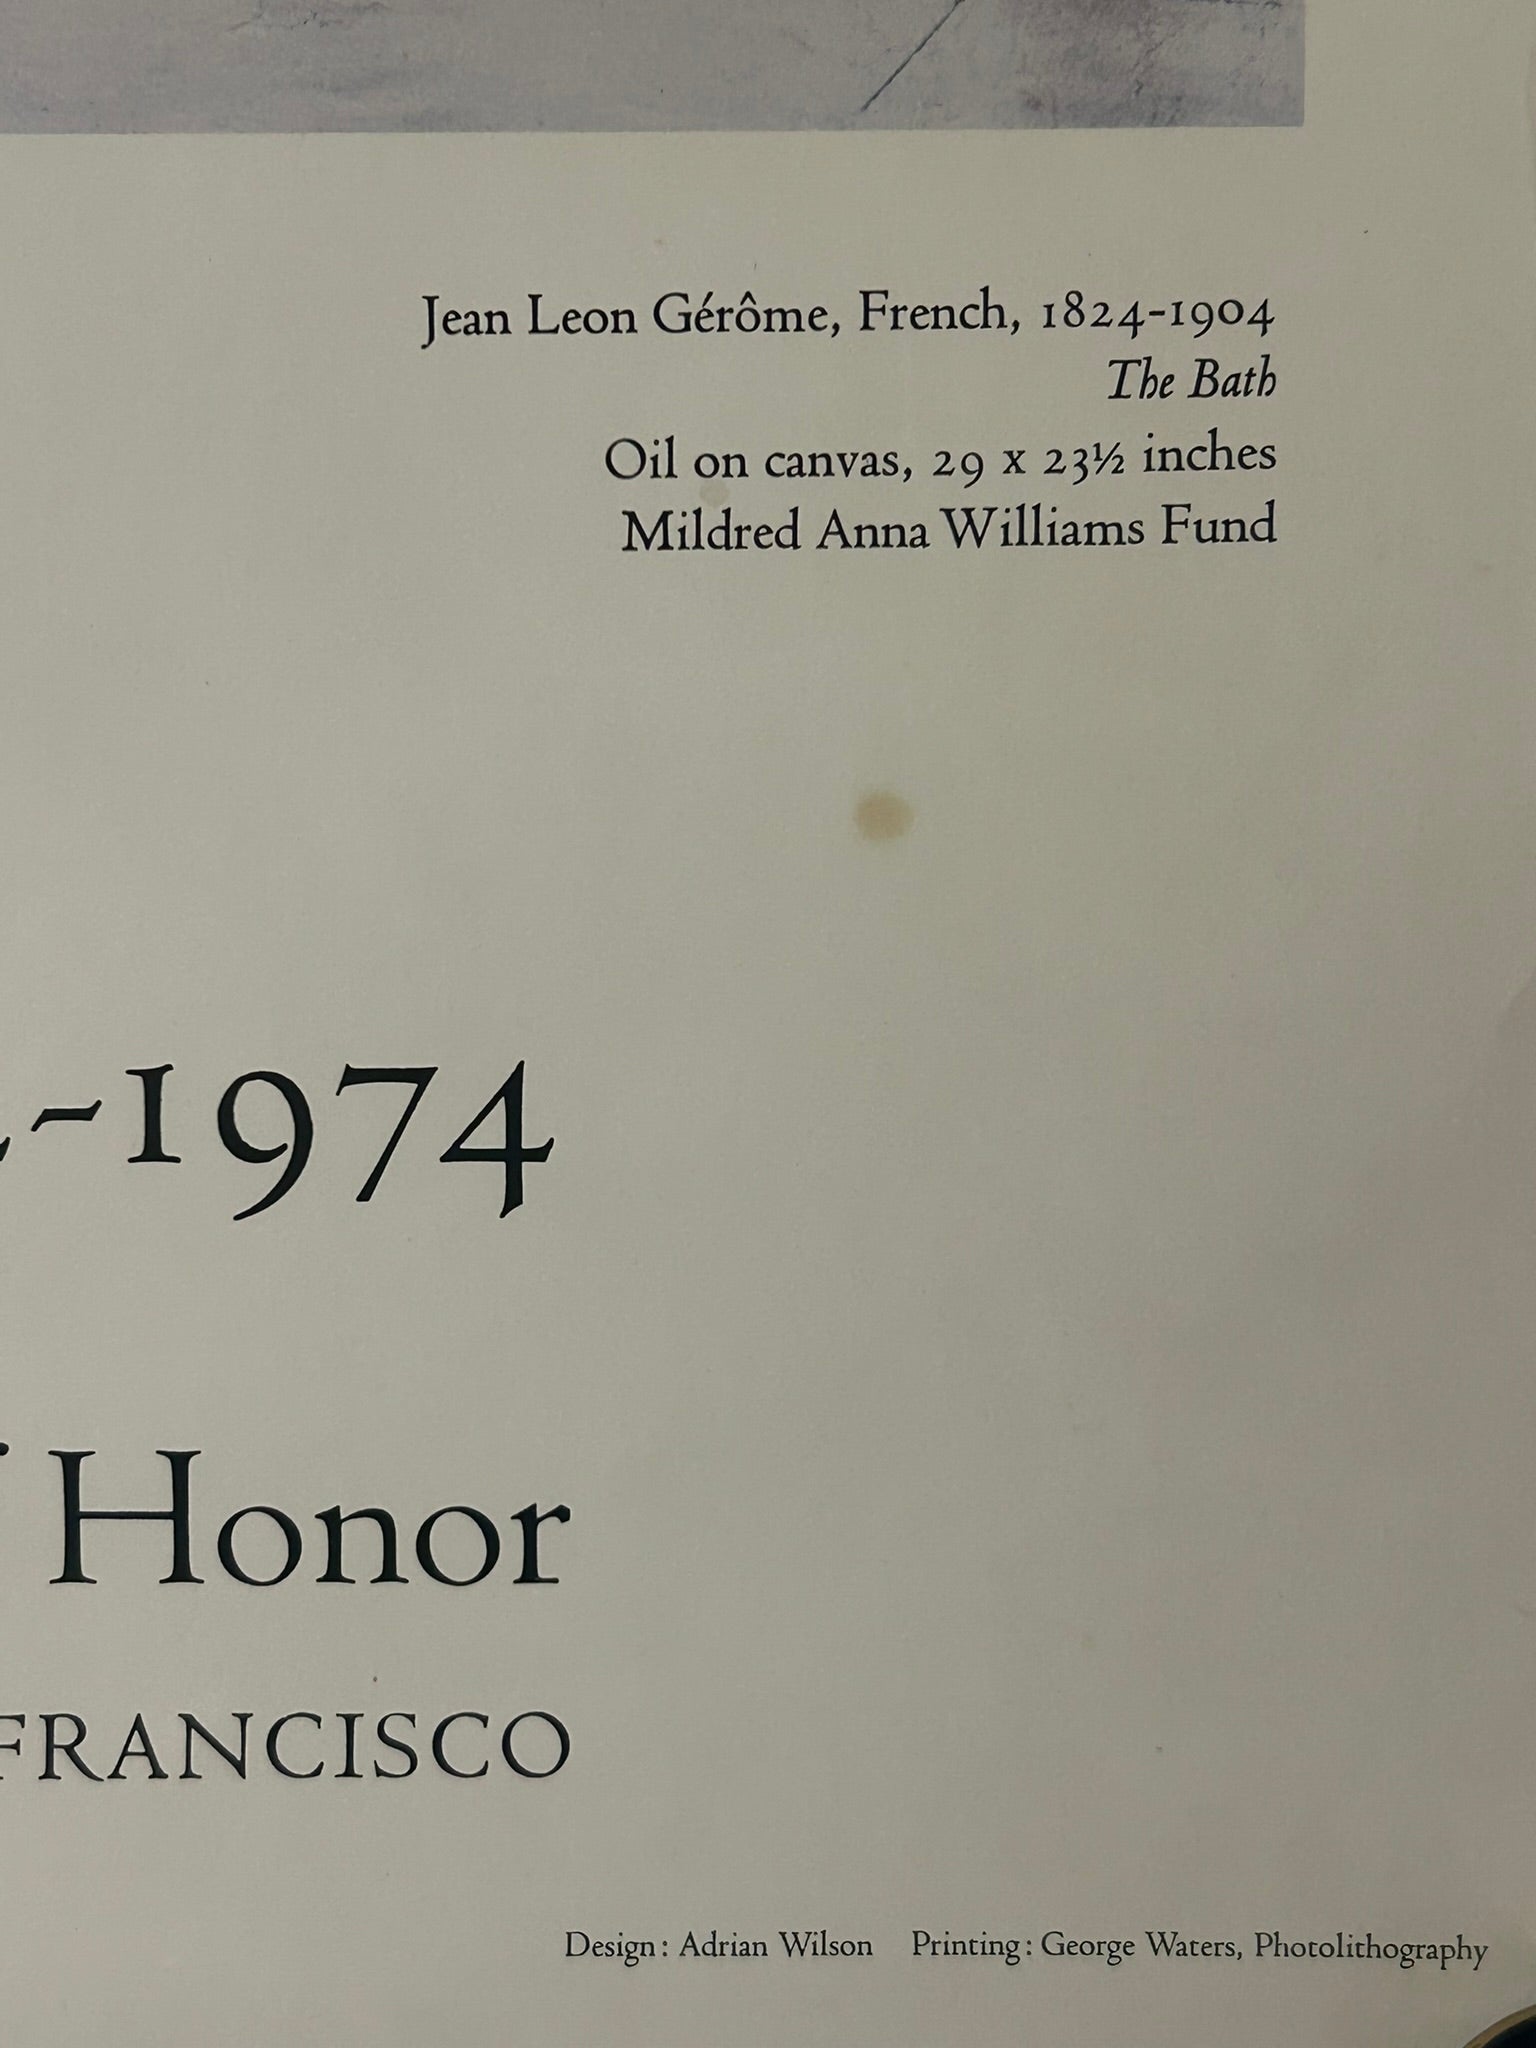 Jean Leon Gérôme, French, 1824-1904
The Bath
Oil on canvas, 29 x 23½ inches
Mildred Anna Williams Fund
-1974
Honor
FRANCISCO
Design: Adrian Wilson Printing: George Waters, Photolithography